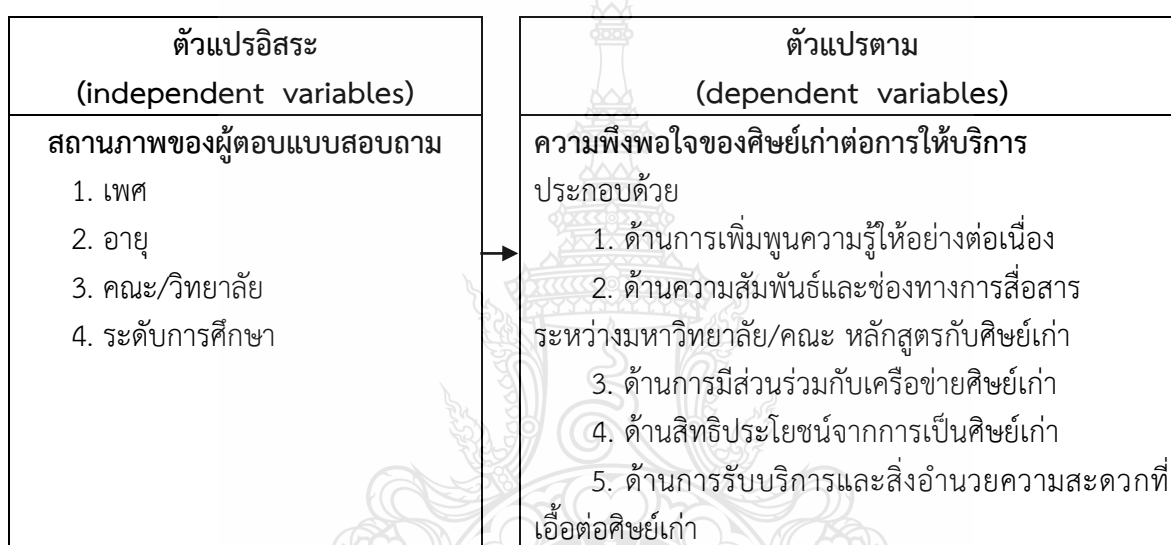 ตัวแปรอิสระ
(independent variables)
สถานภาพของผู้ตอบแบบสอบถาม
1. เพศ
2. อายุ
3. คณะ/วิทยาลัย
4. ระดับการศึกษา
ตัวแปรตาม
(dependent variables)
ความพึงพอใจของศิษย์เก่าต่อการให้บริการ
ประกอบด้วย
1. ด้านการเพิ่มพูนความรู้ให้อย่างต่อเนื่อง
2. ด้านความสัมพันธ์และช่องทางการสื่อสาร
ระหว่างมหาวิทยาลัย/คณะ หลักสูตรกับศิษย์เก่า
3. ด้านการมีส่วนร่วมกับเครือข่ายศิษย์เก่า
4. ด้านสิทธิประโยชน์จากการเป็นศิษย์เก่า
5. ด้านการรับบริการและสิ่งอำนวยความสะดวกที่
เอื้อต่อศิษย์เก่า